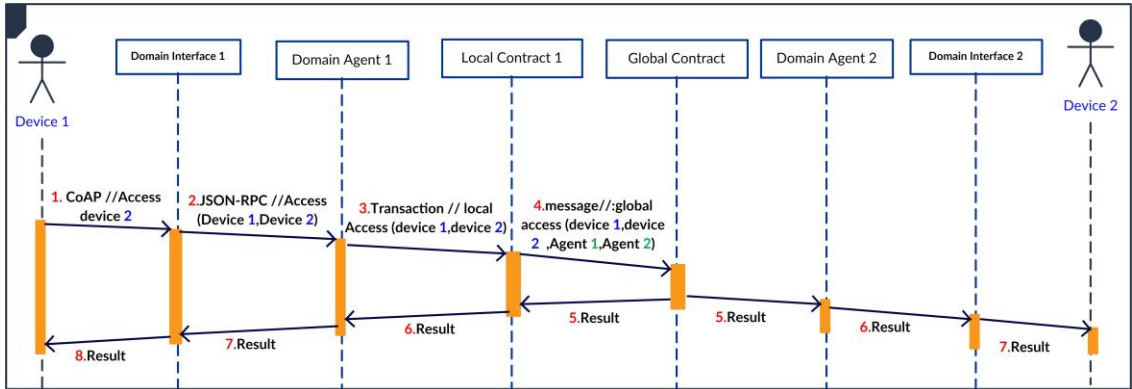 Domain Interface 1
Domain Agent 1
Local Contract 1
Global Contract
Domain Agent 2
Domain Interface 2
Device 1
Device 2
1. CoAP //Access
device 2
2.JSON-RPC //Access
(Device 1,Device 2)
3.Transaction // local
Access (device 1,device 2)
4.message//:global
access (device 1,device
2 ,Agent 1,Agent 2)
5.Result
5.Result
6.Result
6.Result
7.Result
7.Result
8.Result